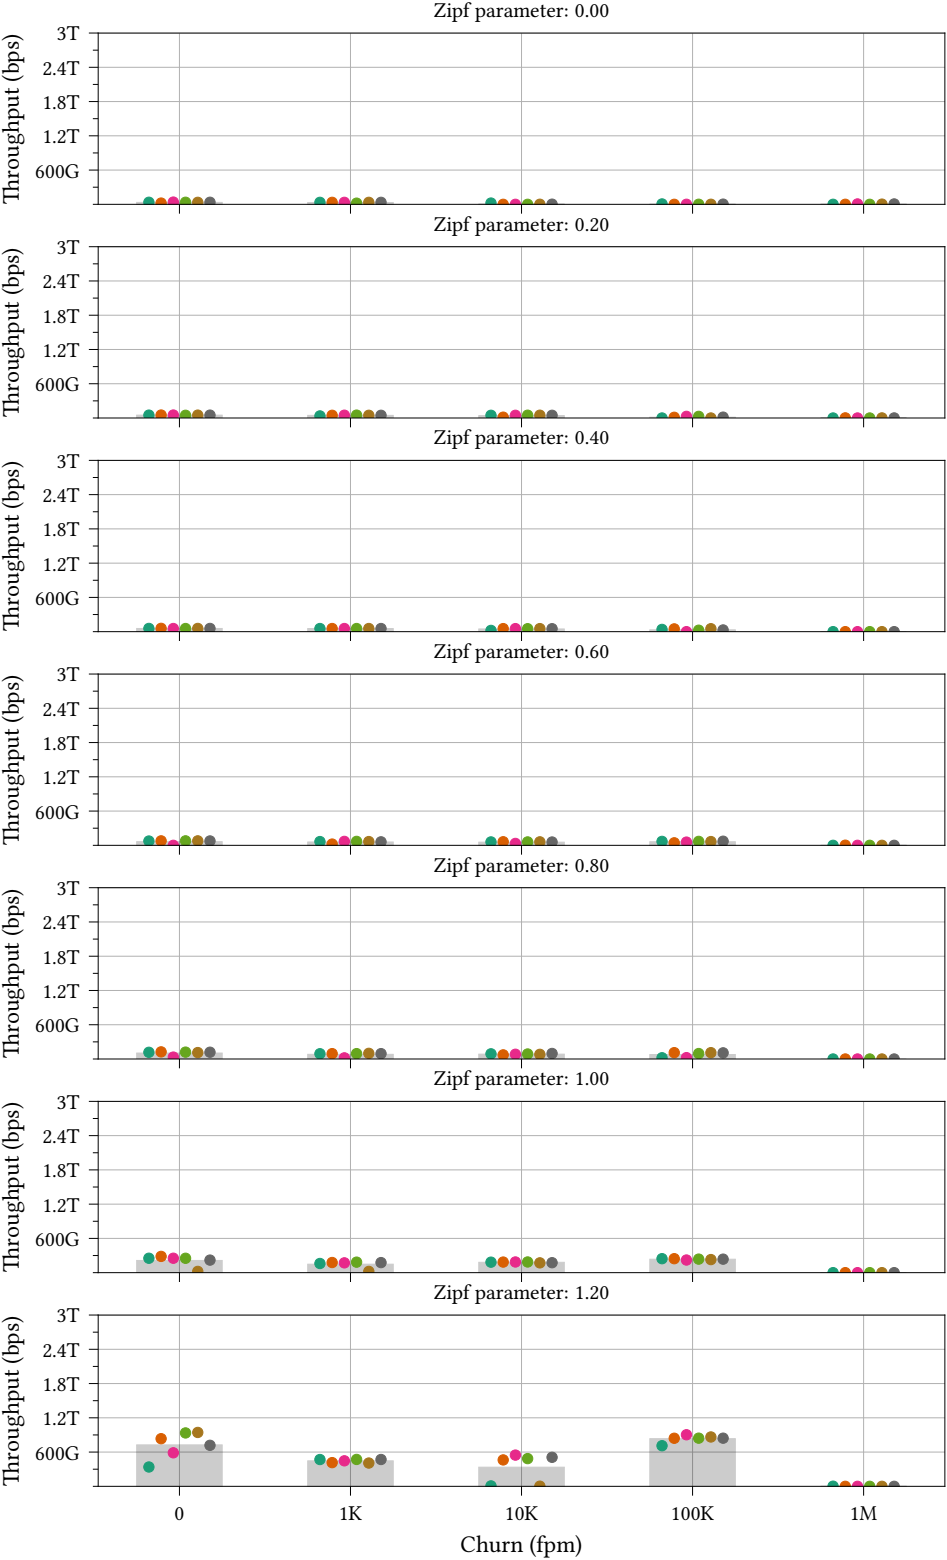 Zipf parameter: 0.00
Throughput (bps)
3T
2.4T
1.8T
1.2T
600G
Zipf parameter: 0.20
Throughput (bps)
3T
2.4T
1.8T
1.2T
600G
Zipf parameter: 0.40
Throughput (bps)
3T
2.4T
1.8T
1.2T
600G
Zipf parameter: 0.60
Throughput (bps)
3T
2.4T
1.8T
1.2T
600G
Zipf parameter: 0.80
Throughput (bps)
3T
2.4T
1.8T
1.2T
600G
Zipf parameter: 1.00
Throughput (bps)
3T
2.4T
1.8T
1.2T
600G
Zipf parameter: 1.20
Throughput (bps)
3T
2.4T
1.8T
1.2T
600G
0 1K 10K 100K 1M
Churn (fpm)